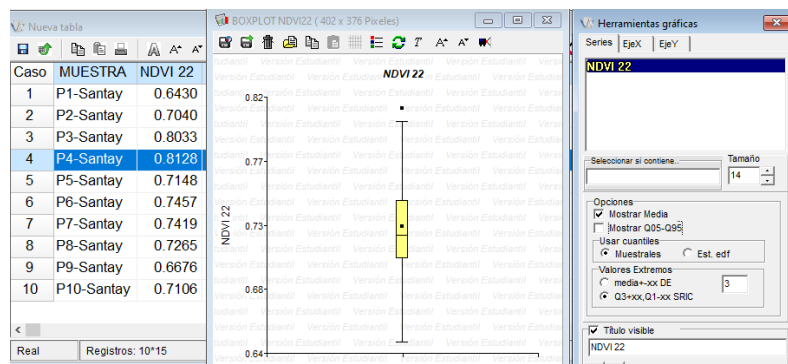 Nueva tabla
Caso MUESTRA NDVI 22
1 P1-Santay 0.6430
2 P2-Santay 0.7040
3 P3-Santay 0.8033
4 P4-Santay 0.8128
5 P5-Santay 0.7148
6 P6-Santay 0.7457
7 P7-Santay 0.7419
8 P8-Santay 0.7265
9 P9-Santay 0.6676
10 P10-Santay 0.7106
Real Registros: 10*15
BOXPLOT NDVI22 ( 402 x 376 Pixeles)
Versión Estudiantil
NDVI 22
0.82
0.77
0.73
0.68
0.64
NDVI 22
Herramientas gráficas
Series EjeX EjeY
NDVI 22
Seleccionar si contiene..
Tamaño
14
Opciones
Mostrar Media
Mostrar Q05-Q95
Usar cuantiles
Muestrales Est. edf
Valores Extremos
media+-xx DE
3
Q3+xx,Q1-xx SRIC
Título visible
NDVI 22